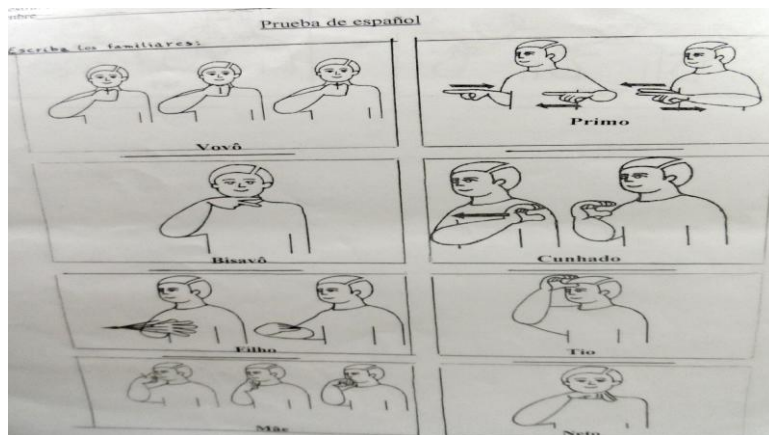 Prueba de español
Escriba los familiares:
Vovô
Primo
Bisavô
Cunhado
Filho
Tio
Mãe
Neto